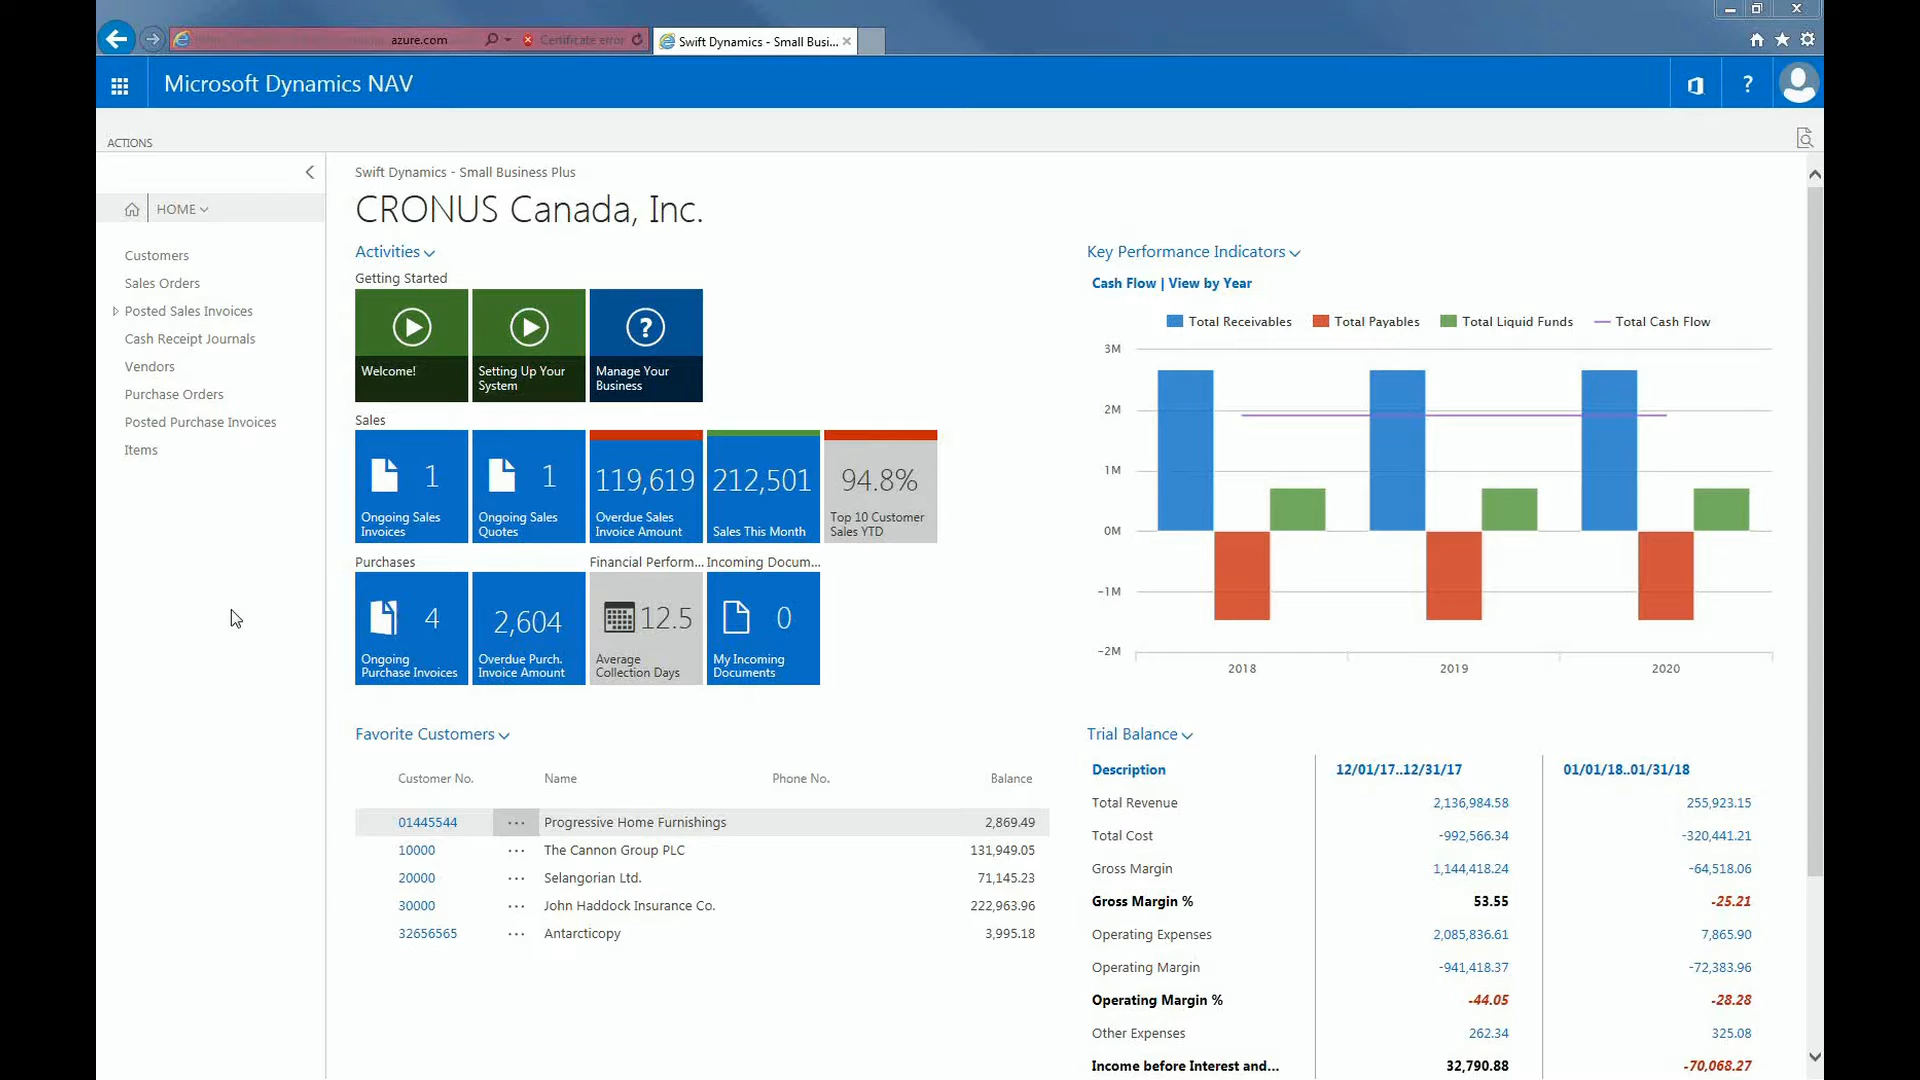 azure.com
Certificate error
Swift Dynamics - Small Busi...
Microsoft Dynamics NAV
?
ACTIONS
HOME
Customers
Sales Orders
Posted Sales Invoices
Cash Receipt Journals
Vendors
Purchase Orders
Posted Purchase Invoices
Items
Swift Dynamics - Small Business Plus
CRONUS Canada, Inc.
Activities
Getting Started
Welcome!
Setting Up Your
System
?
Manage Your
Business
Sales
1
Ongoing Sales
Invoices
1
Ongoing Sales
Quotes
119,619
Overdue Sales
Invoice Amount
212,501
Sales This Month
94.8%
Top 10 Customer
Sales YTD
Purchases
Financial Perform...
Incoming Docum...
4
Ongoing
Purchase Invoices
2,604
Overdue Purch.
Invoice Amount
12.5
Average
Collection Days
0
My Incoming
Documents
Key Performance Indicators
Cash Flow | View by Year
Total Receivables Total Payables Total Liquid Funds Total Cash Flow
3M
2M
1M
0M
-1M
-2M
2018 2019 2020
Favorite Customers
Customer No. Name Phone No. Balance
01445544 ... Progressive Home Furnishings 2,869.49
10000 ... The Cannon Group PLC 131,949.05
20000 ... Selangorian Ltd. 71,145.23
30000 ... John Haddock Insurance Co. 222,963.96
32656565 ... Antarcticopy 3,995.18
Trial Balance
Description 12/01/17..12/31/17 01/01/18..01/31/18
Total Revenue 2,136,984.58 255,923.15
Total Cost -992,566.34 -320,441.21
Gross Margin 1,144,418.24 -64,518.06
Gross Margin % 53.55 -25.21
Operating Expenses 2,085,836.61 7,865.90
Operating Margin -941,418.37 -72,383.96
Operating Margin % -44.05 -28.28
Other Expenses 262.34 325.08
Income before Interest and... 32,790.88 -70,068.27